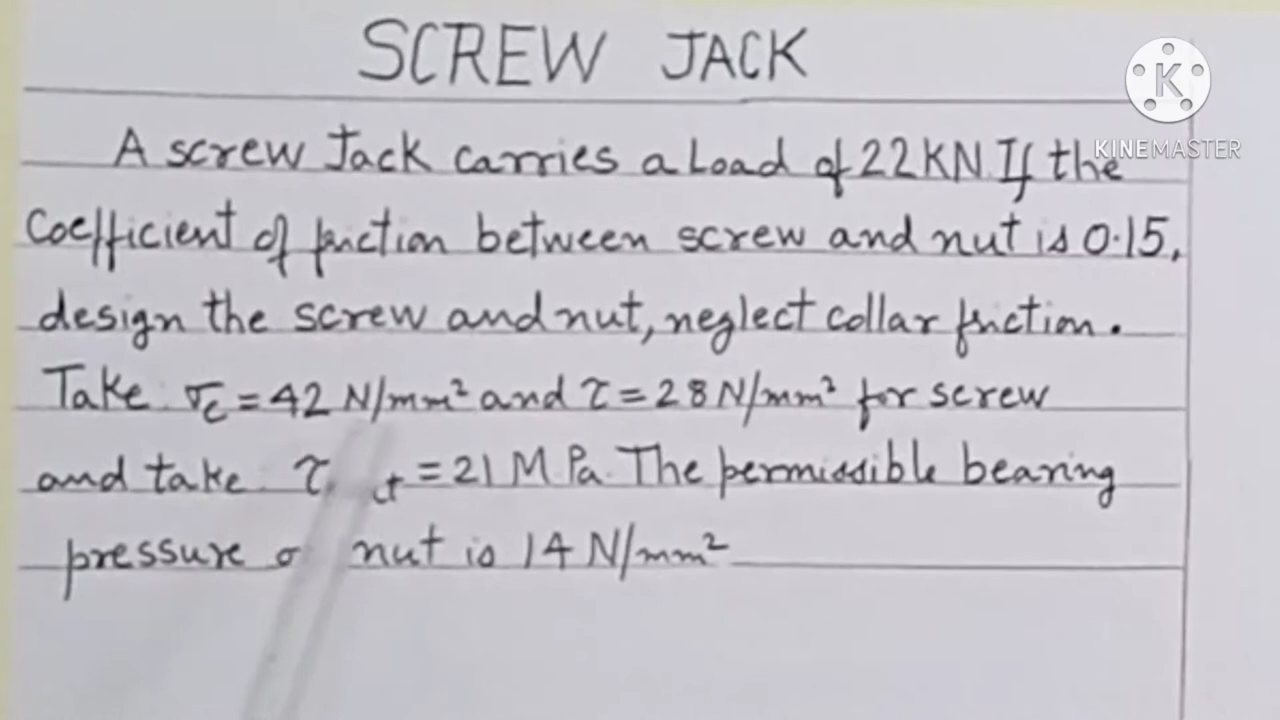 SCREW JACK
K
KINEMASTER
A screw Jack carries a Load of 22KN. If the
coefficient of friction between screw and nut is 0.15,
design the screw and nut, neglect collar friction.
Take σc = 42 N/mm² and τ = 28 N/mm² for screw
and take = 21 M.Pa. The permissible bearing
pressure nut is 14 N/mm²